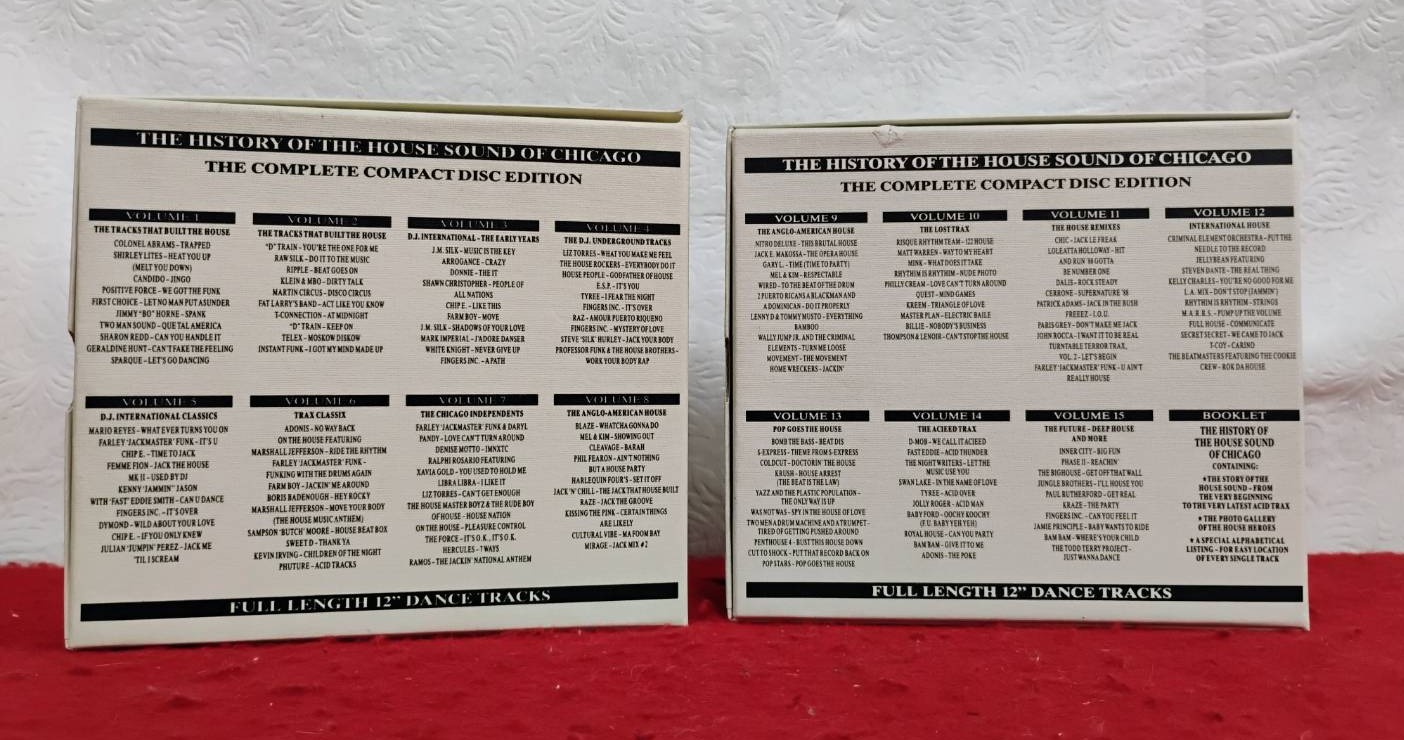 THE HISTORY OF THE HOUSE SOUND OF CHICAGO
THE COMPLETE COMPACT DISC EDITION
VOLUME 1
THE TRACKS THAT BUILT THE HOUSE
COLONEL ABRAMS - TRAPPED
SHIRLEY LITES - HEAT YOU UP
(MELT YOU DOWN)
CANDIDO - JINGO
POSITIVE FORCE - WE GOT THE FUNK
FIRST CHOICE - LET NO MAN PUT ASUNDER
JIMMY "BO" HORNE - SPANK
TWO MAN SOUND - QUE TAL AMERICA
SHARON REDD - CAN YOU HANDLE IT
GERALDINE HUNT - CAN'T FAKE THE FEELING
SPARQUE - LET'S GO DANCING
VOLUME 2
THE TRACKS THAT BUILT THE HOUSE
"D" TRAIN - YOU'RE THE ONE FOR ME
RAW SILK - DO IT TO THE MUSIC
RIPPLE - BEAT GOES ON
KLEIN & MBO - DIRTY TALK
MARTIN CIRCUS - DISCO CIRCUS
FAT LARRY'S BAND - ACT LIKE YOU KNOW
T-CONNECTION - AT MIDNIGHT
"D" TRAIN - KEEP ON
TELEX - MOSKOW DISKOW
INSTANT FUNK - I GOT MY MIND MADE UP
VOLUME 3
D.J. INTERNATIONAL - THE EARLY YEARS
J.M. SILK - MUSIC IS THE KEY
ARROGANCE - CRAZY
DONNIE - THE IT
SHAWN CHRISTOPHER - PEOPLE OF
ALL NATIONS
CHIP E. - LIKE THIS
FARM BOY - MOVE
J.M. SILK - SHADOWS OF YOUR LOVE
MARK IMPERIAL - J'ADORE DANSER
WHITE KNIGHT - NEVER GIVE UP
FINGERS INC. - A PATH
VOLUME 4
THE D.J. UNDERGROUND TRACKS
LIZ TORRES - WHAT YOU MAKE ME FEEL
THE HOUSE ROCKERS - EVERYBODY DO IT
HOUSE PEOPLE - GODFATHER OF HOUSE
E.S.P. - IT'S YOU
TYREE - I FEAR THE NIGHT
FINGERS INC. - IT'S OVER
RAZ - AMOUR PUERTO RIQUENO
FINGERS INC. - MYSTERY OF LOVE
STEVE 'SILK' HURLEY - JACK YOUR BODY
PROFESSOR FUNK & THE HOUSE BROTHERS -
WORK YOUR BODY RAP
VOLUME 5
D.J. INTERNATIONAL CLASSICS
MARIO REYES - WHAT EVER TURNS YOU ON
FARLEY 'JACKMASTER' FUNK - IT'S U
CHIP E. - TIME TO JACK
FEMME FION - JACK THE HOUSE
MK II - USED BY DJ
KENNY 'JAMMIN'' JASON
WITH 'FAST' EDDIE SMITH - CAN U DANCE
FINGERS INC. - IT'S OVER
DYMOND - WILD ABOUT YOUR LOVE
CHIP E. - IF YOU ONLY KNEW
JULIAN 'JUMPIN' PEREZ - JACK ME
'TIL I SCREAM
VOLUME 6
TRAX CLASSIX
ADONIS - NO WAY BACK
ON THE HOUSE FEATURING
MARSHALL JEFFERSON - RIDE THE RHYTHM
FARLEY 'JACKMASTER' FUNK -
FUNKING WITH THE DRUMS AGAIN
FARM BOY - JACKIN' ME AROUND
BORIS BADENOUGH - HEY ROCKY
MARSHALL JEFFERSON - MOVE YOUR BODY
(THE HOUSE MUSIC ANTHEM)
SAMPSON 'BUTCH' MOORE - HOUSE BEAT BOX
SWEET D - THANK YA
KEVIN IRVING - CHILDREN OF THE NIGHT
PHUTURE - ACID TRACKS
VOLUME 7
THE CHICAGO INDEPENDENTS
FARLEY 'JACKMASTER' FUNK & DARYL
PANDY - LOVE CAN'T TURN AROUND
DENISE MOTTO - IMNXTC
RALPHI ROSARIO FEATURING
XAVIA GOLD - YOU USED TO HOLD ME
LIBRA LIBRA - I LIKE IT
LIZ TORRES - CAN'T GET ENOUGH
THE HOUSE MASTER BOYZ & THE RUDE BOY
OF HOUSE - HOUSE NATION
ON THE HOUSE - PLEASURE CONTROL
THE FORCE - IT'S O.K., IT'S O.K.
HERCULES - 7 WAYS
RAMOS - THE JACKIN' NATIONAL ANTHEM
VOLUME 8
THE ANGLO-AMERICAN HOUSE
BLAZE - WHATCHA GONNA DO
MEL & KIM - SHOWING OUT
CLEAVAGE - BARAH
PHIL FEARON - AIN'T NOTHING
BUT A HOUSE PARTY
HARLEQUIN FOUR'S - SET IT OFF
JACK 'N' CHILL - THE JACK THAT HOUSE BUILT
RAZE - JACK THE GROOVE
KISSING THE PINK - CERTAIN THINGS
ARE LIKELY
CULTURAL VIBE - MA FOOM BAY
MIRAGE - JACK MIX # 2
FULL LENGTH 12" DANCE TRACKS
THE HISTORY OF THE HOUSE SOUND OF CHICAGO
THE COMPLETE COMPACT DISC EDITION
VOLUME 9
THE ANGLO-AMERICAN HOUSE
NITRO DELUXE - THIS BRUTAL HOUSE
JACK E. MAKOSSA - THE OPERA HOUSE
GARY L. - TIME (TIME TO PARTY)
MEL & KIM - RESPECTABLE
WIRED - TO THE BEAT OF THE DRUM
2 PUERTO RICANS A BLACKMAN AND
A DOMINICAN - DO IT PROPERLY
LENNY D & TOMMY MUSTO - EVERYTHING
BAMBOO
WALLY JUMP JR. AND THE CRIMINAL
ELEMENTS - TURN ME LOOSE
MOVEMENT - THE MOVEMENT
HOME WRECKERS - JACKIN'
VOLUME 10
THE LOST TRAX
RISQUE RHYTHM TEAM - 122 HOUSE
MATT WARREN - WAY TO MY HEART
MINK - WHAT DOES IT TAKE
RHYTHIM IS RHYTHIM - NUDE PHOTO
PHILLY CREAM - LOVE CAN'T TURN AROUND
QUEST - MIND GAMES
KREEM - TRIANGLE OF LOVE
MASTER PLAN - ELECTRIC BAILE
BILLIE - NOBODY'S BUSINESS
THOMPSON & LENOIR - CAN'T STOP THE HOUSE
VOLUME 11
THE HOUSE REMIXES
CHIC - JACK LE FREAK
LOLEATTA HOLLOWAY - HIT
AND RUN '88 GOTTA
BE NUMBER ONE
DALIS - ROCK STEADY
CERRONE - SUPERNATURE '88
PATRICK ADAMS - JACK IN THE BUSH
FREEEZ - I.O.U.
PARIS GREY - DON'T MAKE ME JACK
JOHN ROCCA - I WANT IT TO BE REAL
TURNTABLE TERROR TRAX,
VOL. 2 - LET'S BEGIN
FARLEY 'JACKMASTER' FUNK - U AIN'T
REALLY HOUSE
VOLUME 12
INTERNATIONAL HOUSE
CRIMINAL ELEMENT ORCHESTRA - PUT THE
NEEDLE TO THE RECORD
JELLYBEAN FEATURING
STEVEN DANTE - THE REAL THING
KELLY CHARLES - YOU'RE NO GOOD FOR ME
L.A. MIX - DON'T STOP (JAMMIN')
RHYTHIM IS RHYTHIM - STRINGS
M.A.R.R.S. - PUMP UP THE VOLUME
FULL HOUSE - COMMUNICATE
SECRET SECRET - WE CAME TO JACK
T-COY - CARINO
THE BEATMASTERS FEATURING THE COOKIE
CREW - ROK DA HOUSE
VOLUME 13
POP GOES THE HOUSE
BOMB THE BASS - BEAT DIS
S-EXPRESS - THEME FROM S-EXPRESS
COLDCUT - DOCTORIN THE HOUSE
KRUSH - HOUSE ARREST
(THE BEAT IS THE LAW)
YAZZ AND THE PLASTIC POPULATION -
THE ONLY WAY IS UP
WAS NOT WAS - SPY IN THE HOUSE OF LOVE
TWO MEN A DRUM MACHINE AND A TRUMPET -
TIRED OF GETTING PUSHED AROUND
PENTHOUSE 4 - BUST THIS HOUSE DOWN
CUT TO SHOCK - PUT THAT RECORD BACK ON
POP STARS - POP GOES THE HOUSE
VOLUME 14
THE ACIEED TRAX
D-MOB - WE CALL IT ACIEED
FAST EDDIE - ACID THUNDER
THE NIGHTWRITERS - LET THE
MUSIC USE YOU
SWAN LAKE - IN THE NAME OF LOVE
TYREE - ACID OVER
JOLLY ROGER - ACID MAN
BABY FORD - OOCHY KOOCHY
(F.U. BABY YEH YEH)
ROYAL HOUSE - CAN YOU PARTY
BAM BAM - GIVE IT TO ME
ADONIS - THE POKE
VOLUME 15
THE FUTURE - DEEP HOUSE
AND MORE
INNER CITY - BIG FUN
PHASE II - REACHIN'
THE BIGHOUSE - GET OFF THAT WALL
JUNGLE BROTHERS - I'LL HOUSE YOU
PAUL RUTHERFORD - GET REAL
KRAZE - THE PARTY
FINGERS INC - CAN YOU FEEL IT
JAMIE PRINCIPLE - BABY WANTS TO RIDE
BAM BAM - WHERE'S YOUR CHILD
THE TODD TERRY PROJECT -
JUST WANNA DANCE
BOOKLET
THE HISTORY OF
THE HOUSE SOUND
OF CHICAGO
CONTAINING:
★ THE STORY OF THE
HOUSE SOUND - FROM
THE VERY BEGINNING
TO THE VERY LATEST ACID TRAX
★ THE PHOTO GALLERY
OF THE HOUSE HEROES
★ A SPECIAL ALPHABETICAL
LISTING - FOR EASY LOCATION
OF EVERY SINGLE TRACK
FULL LENGTH 12" DANCE TRACKS